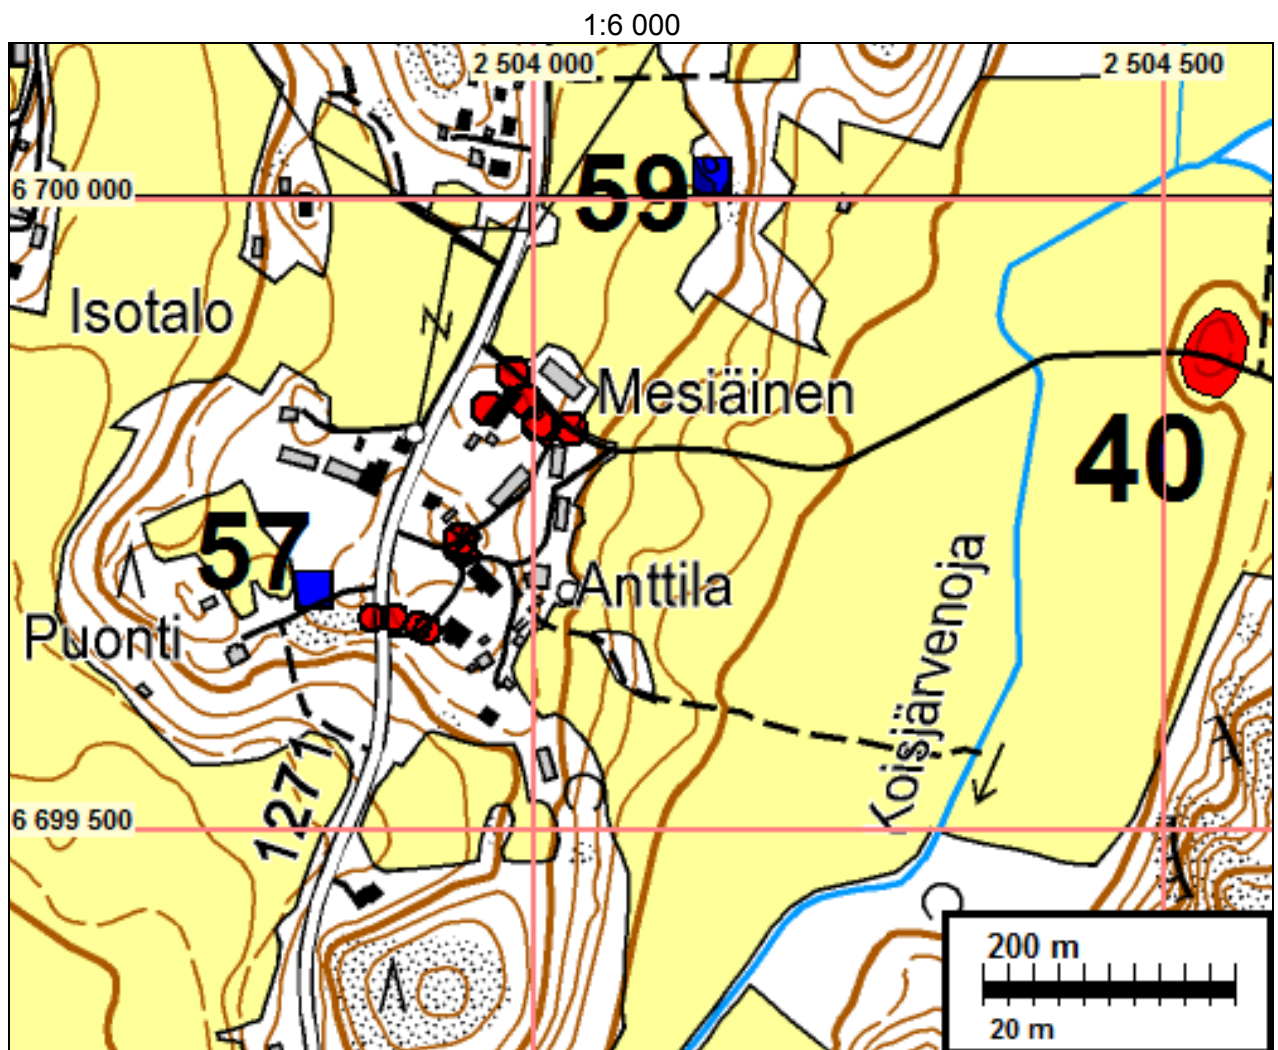 1:6 000
2 504 000
2 504 500
59
6 700 000
Isotalo
Mesiäinen
40
57
Anttila
Puonti
Koisjärvenoja
1271
6 699 500
200 m
20 m